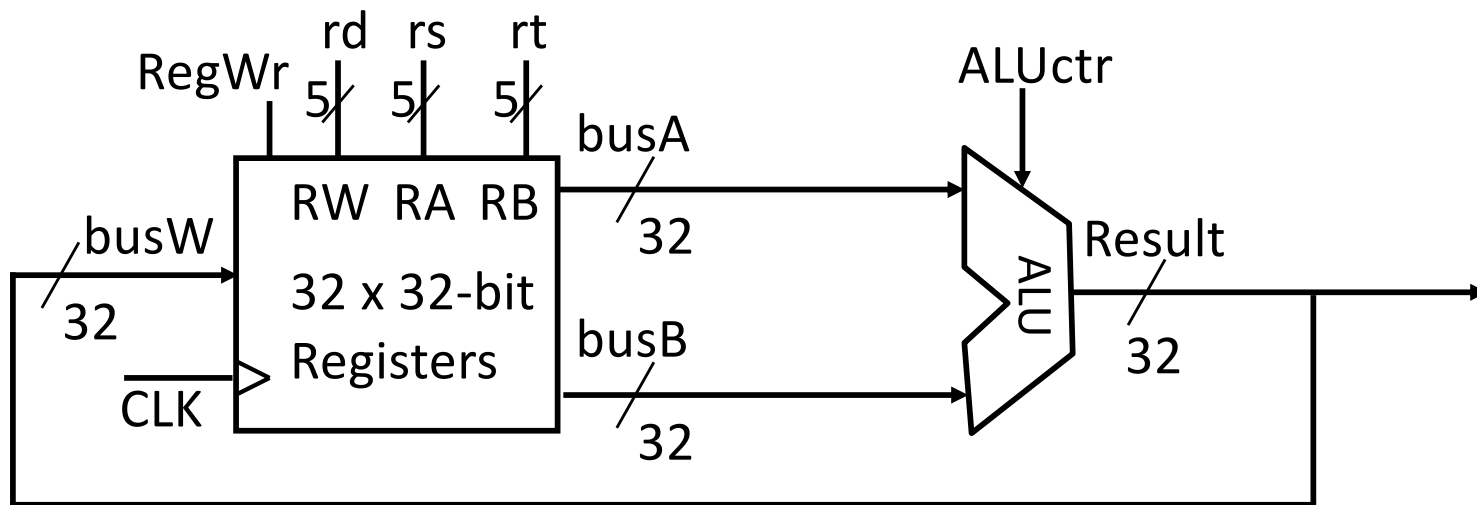 rd rs rt
RegWr
ALUctr
5 5 5
busA
RW RA RB
32
busW
Result
32 x 32-bit
ALU
32
busB
32
Registers
CLK
32